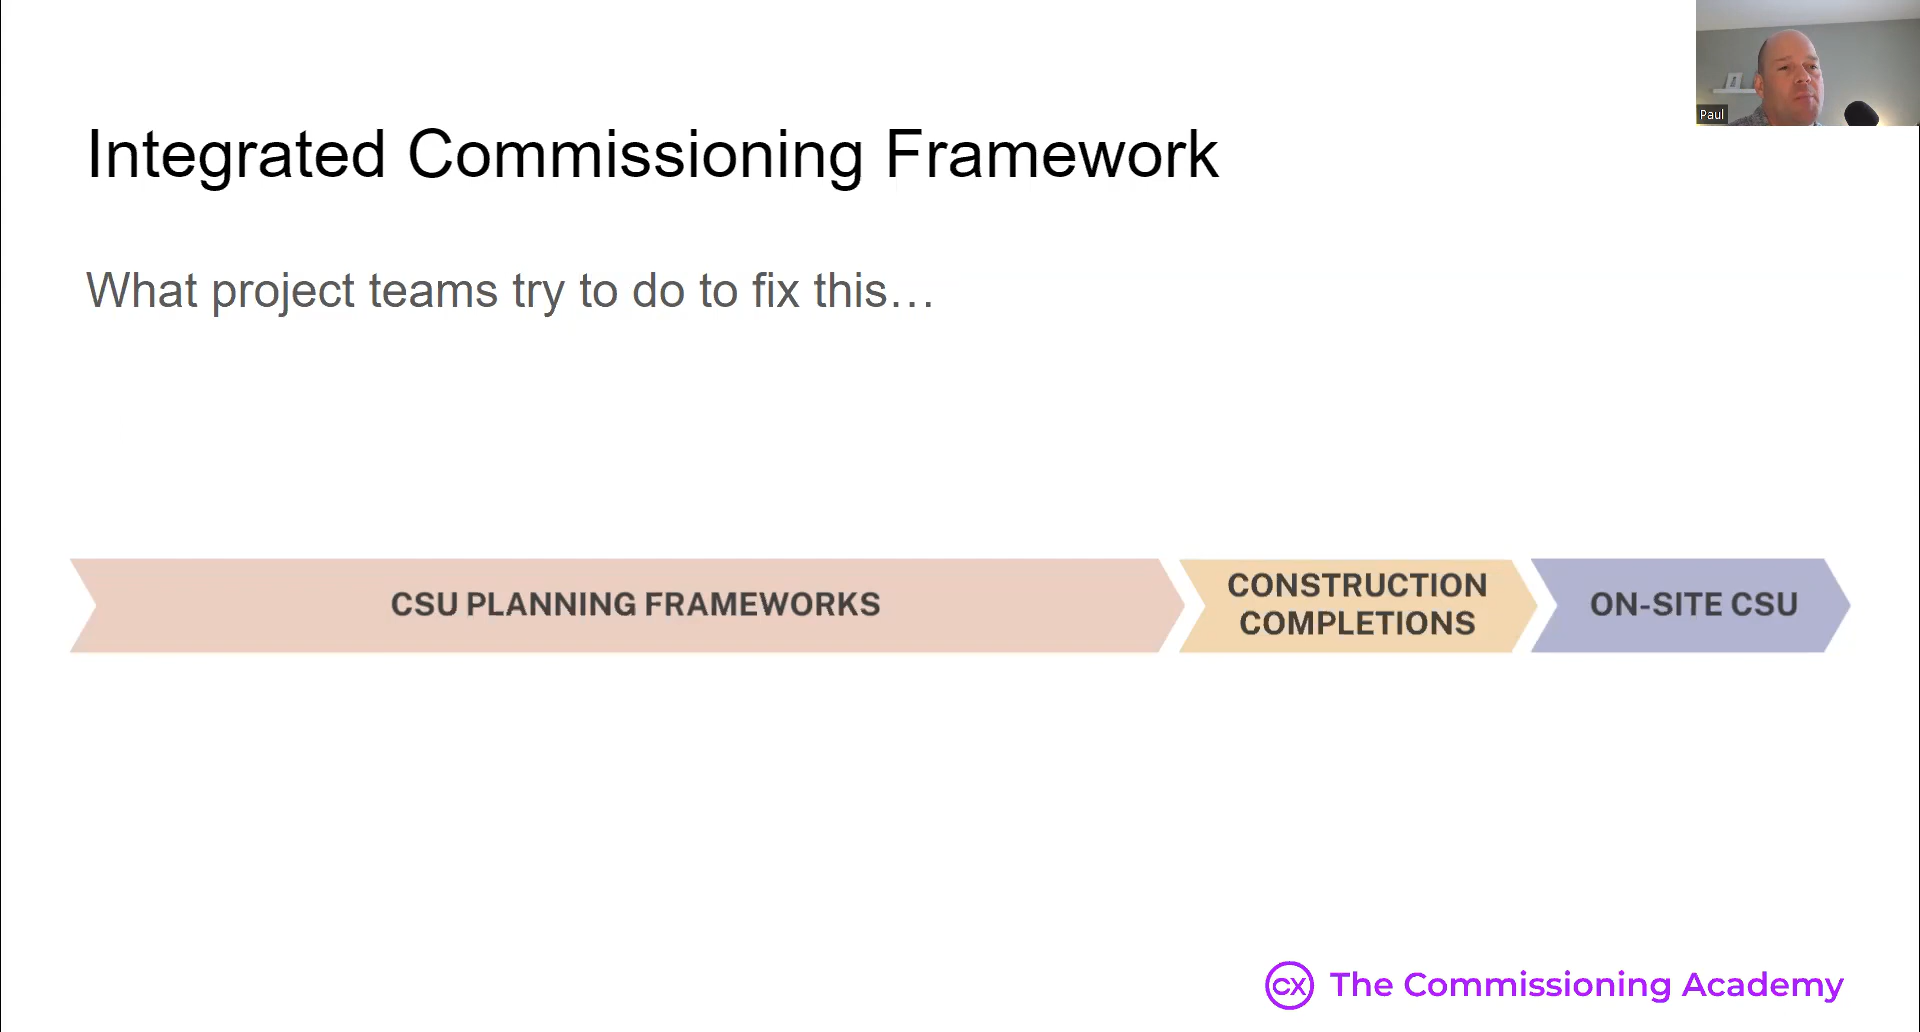 Paul
Integrated Commissioning Framework
What project teams try to do to fix this…
CSU PLANNING FRAMEWORKS
CONSTRUCTION
COMPLETIONS
ON-SITE CSU
CX The Commissioning Academy